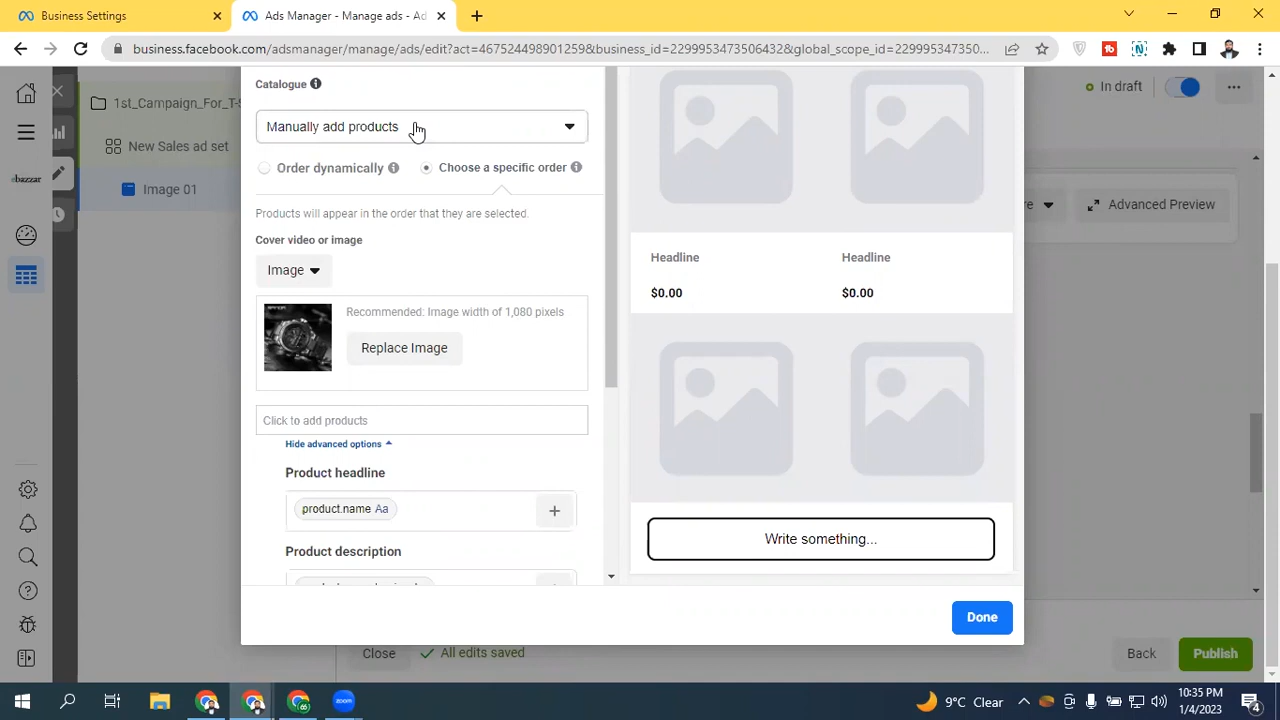 Business Settings
Ads Manager - Manage ads - Ad
business.facebook.com/adsmanager/manage/ads/edit?act=467524498901259&business_id=2299953473506432&global_scope_id=229995347350...
Catalogue
1st_Campaign_For_T-S
In draft
Manually add products
New Sales ad set
Order dynamically
Choose a specific order
ebazzar
Image 01
re
Advanced Preview
Products will appear in the order that they are selected.
Cover video or image
Headline
Headline
Image
$0.00
$0.00
Recommended: Image width of 1,080 pixels
Replace Image
Click to add products
Hide advanced options
Product headline
product.name Aa
Write something...
Product description
Done
Close
All edits saved
Back
Publish
9°C Clear
10:35 PM
1/4/2023
4